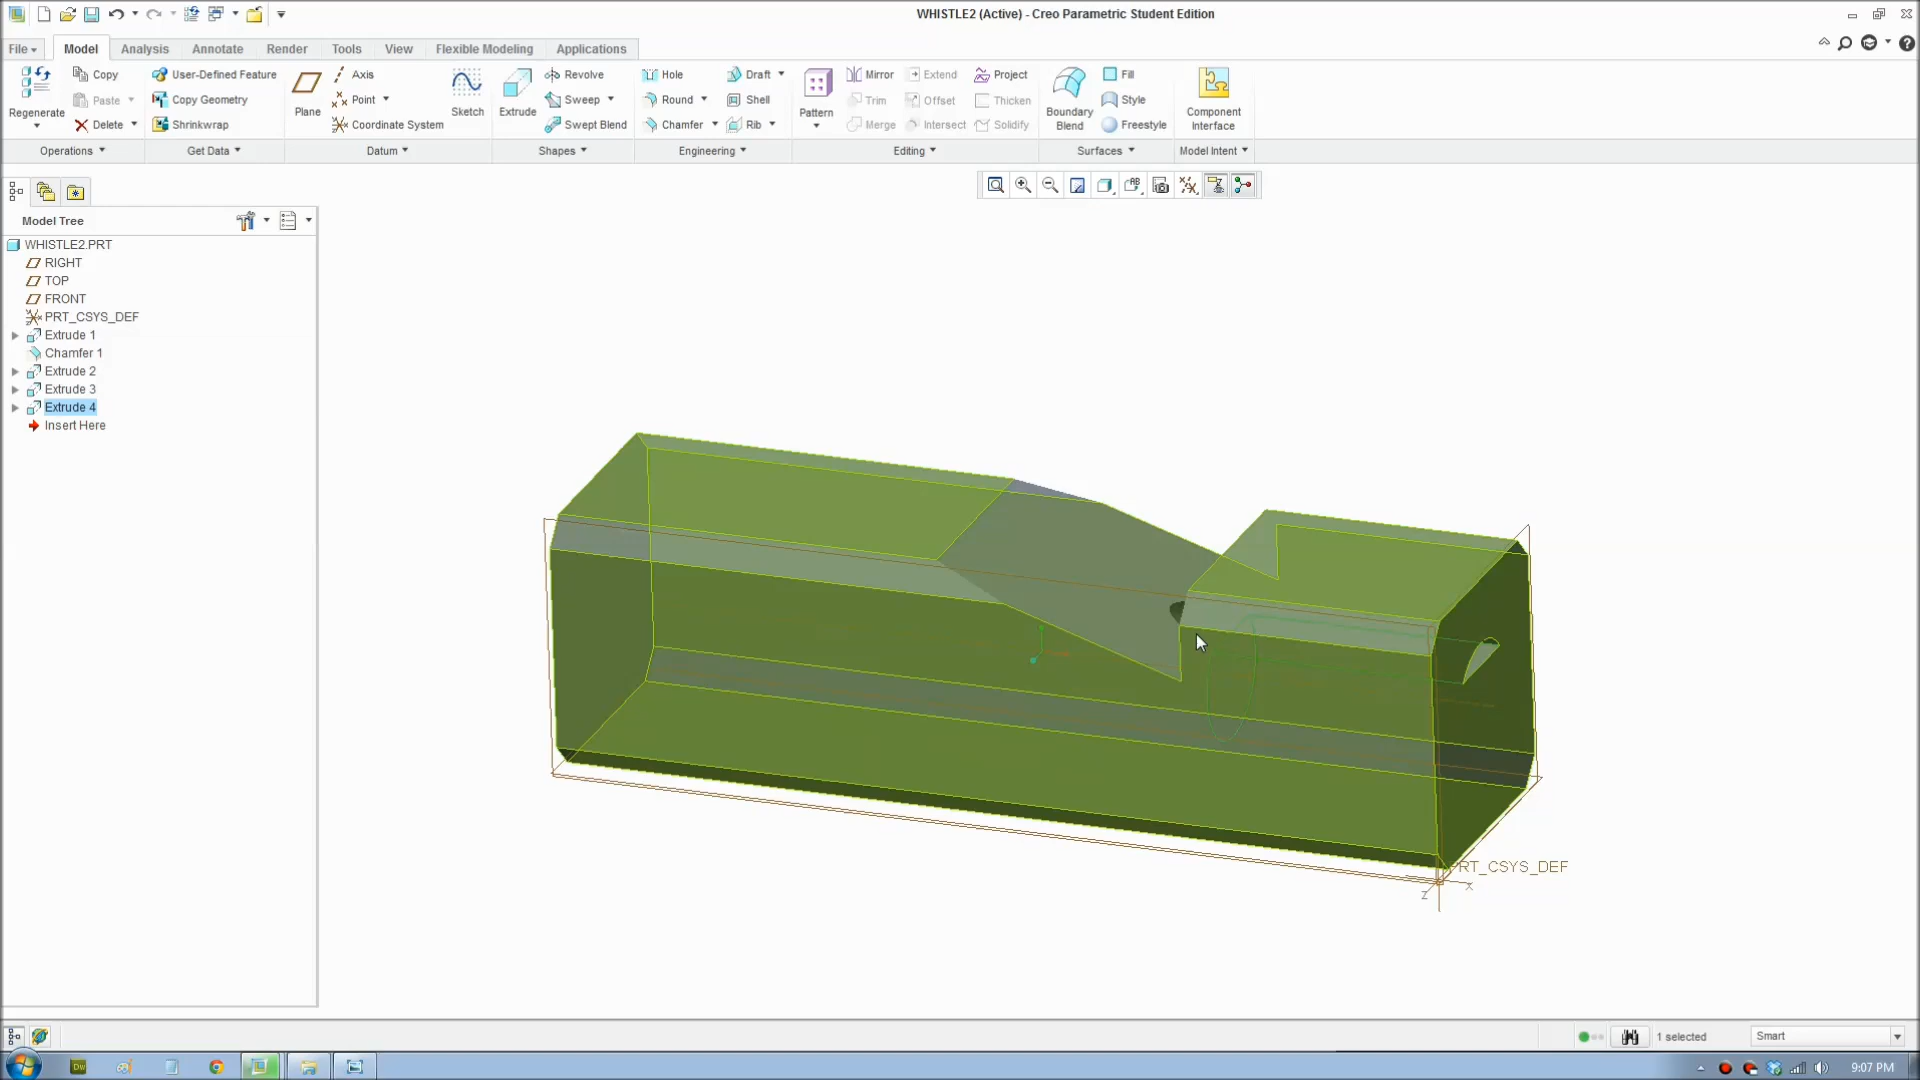 WHISTLE2 (Active) - Creo Parametric Student Edition
File Model Analysis Annotate Render Tools View Flexible Modeling Applications
Regenerate Copy User-Defined Feature Plane Axis Sketch Extrude Revolve Hole Draft Pattern Mirror Extend Project Boundary Blend Fill Component Interface
Paste Copy Geometry Point Sweep Round Shell Trim Offset Thicken Style
Delete Shrinkwrap Coordinate System Swept Blend Chamfer Rib Merge Intersect Solidify Freestyle
Operations Get Data Datum Shapes Engineering Editing Surfaces Model Intent
Model Tree
WHISTLE2.PRT
RIGHT
TOP
FRONT
PRT_CSYS_DEF
Extrude 1
Chamfer 1
Extrude 2
Extrude 3
Extrude 4
Insert Here
PRT_CSYS_DEF
X
Z
1 selected Smart
Dw 9:07 PM